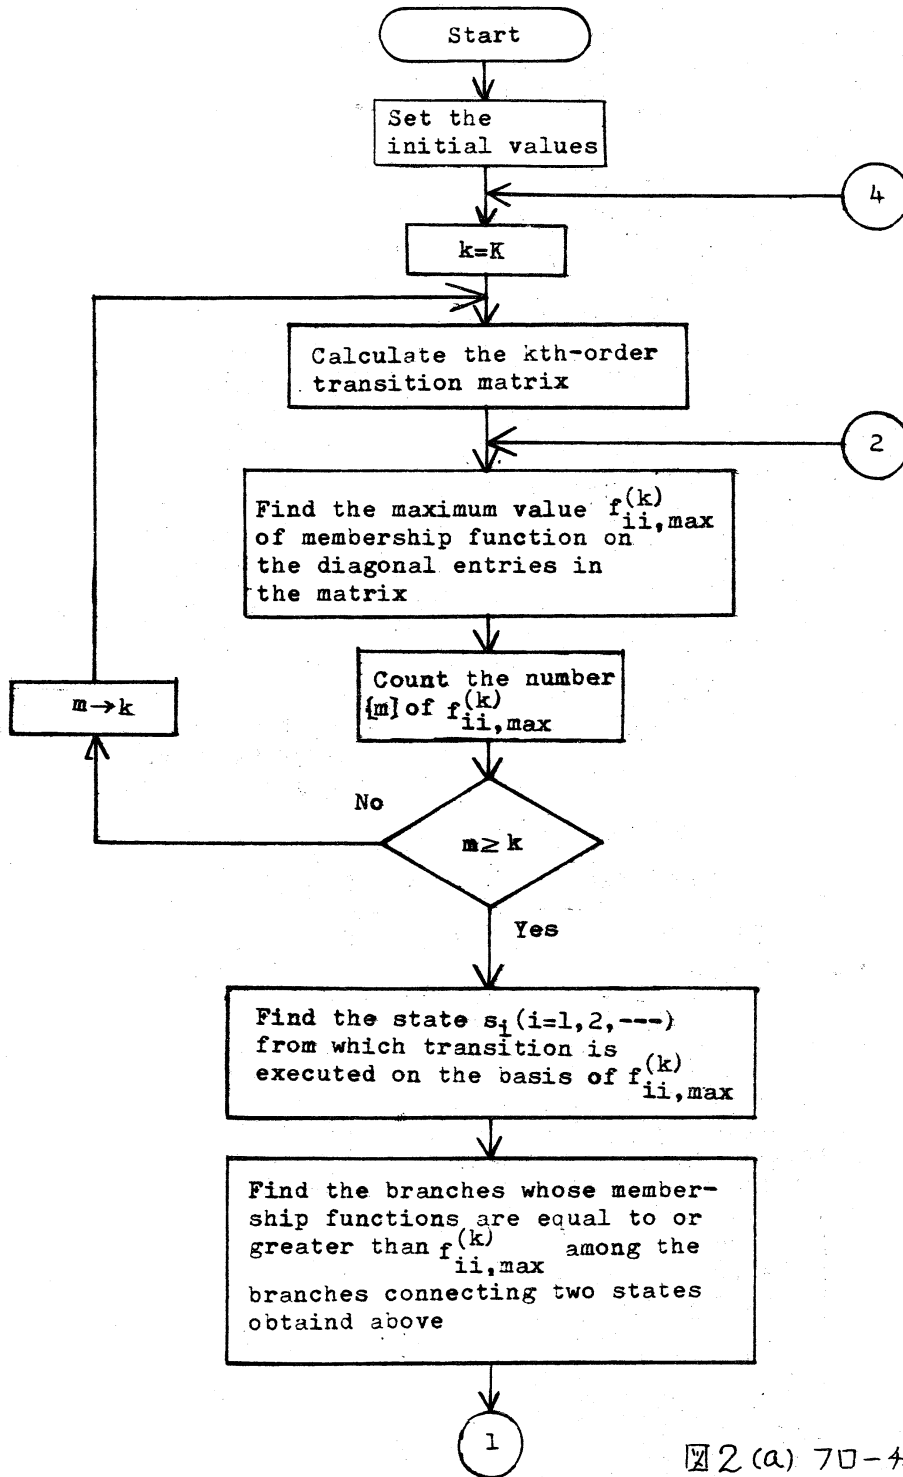 Start
Set the
initial values
4
k=K
Calculate the kth-order
transition matrix
2
Find the maximum value f(k)ii,max
of membership function on
the diagonal entries in
the matrix
m→k
Count the number
[m] of f(k)ii,max
No
m≥k
Yes
Find the state si(i=1,2,---)
from which transition is
executed on the basis of f(k)ii,max
Find the branches whose member-
ship functions are equal to or
greater than f(k)ii,max among the
branches connecting two states
obtaind above
1
図2(a) フロー